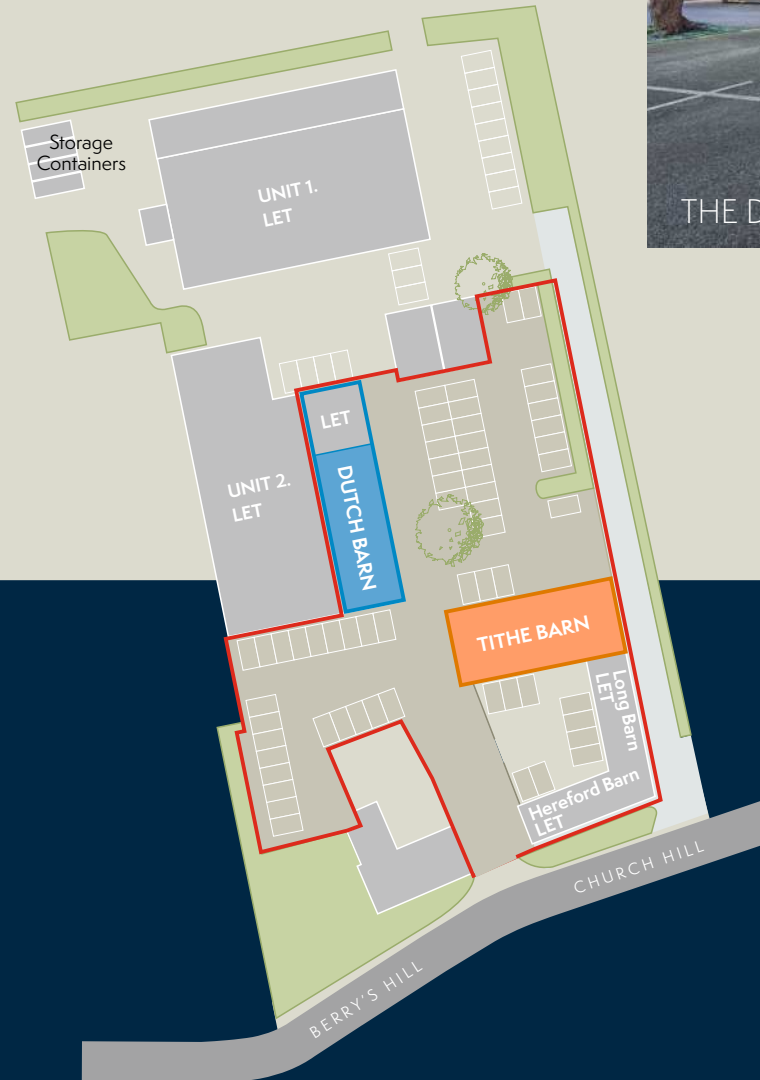 Storage
Containers
THE D
UNIT 1.
LET
LET
UNIT 2.
LET
DUTCH BARN
TITHE BARN
Long Barn
LET
Hereford Barn
LET
CHURCH HILL
BERRY'S HILL